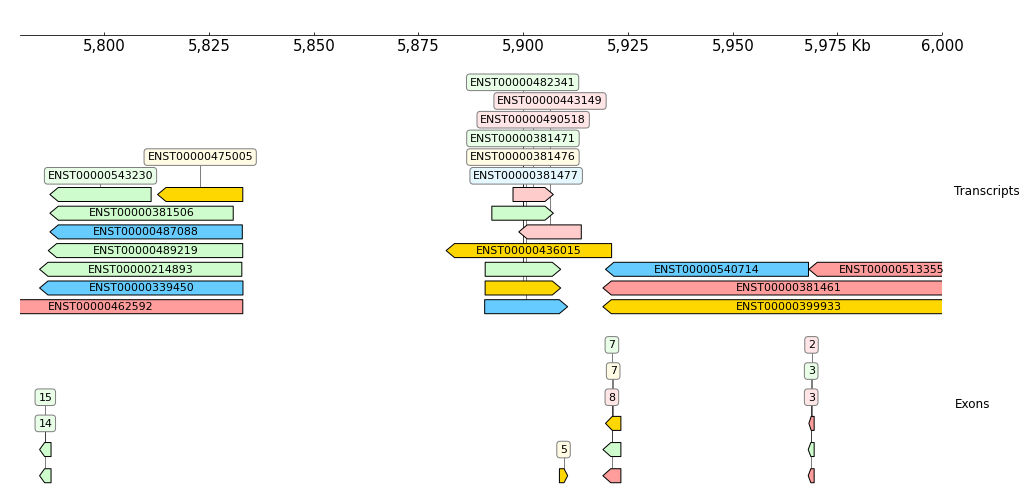 5,800 5,825 5,850 5,875 5,900 5,925 5,950 5,975 Kb 6,000
ENST00000482341
ENST00000443149
ENST00000490518
ENST00000381471
ENST00000475005 ENST00000381476
ENST00000543230 ENST00000381477
Transcripts
ENST00000381506
ENST00000487088
ENST00000489219 ENST00000436015
ENST00000214893 ENST00000540714 ENST00000513355
ENST00000339450 ENST00000381461
ENST00000462592 ENST00000399933
7 2
7 3
15 8 3
Exons
14
5